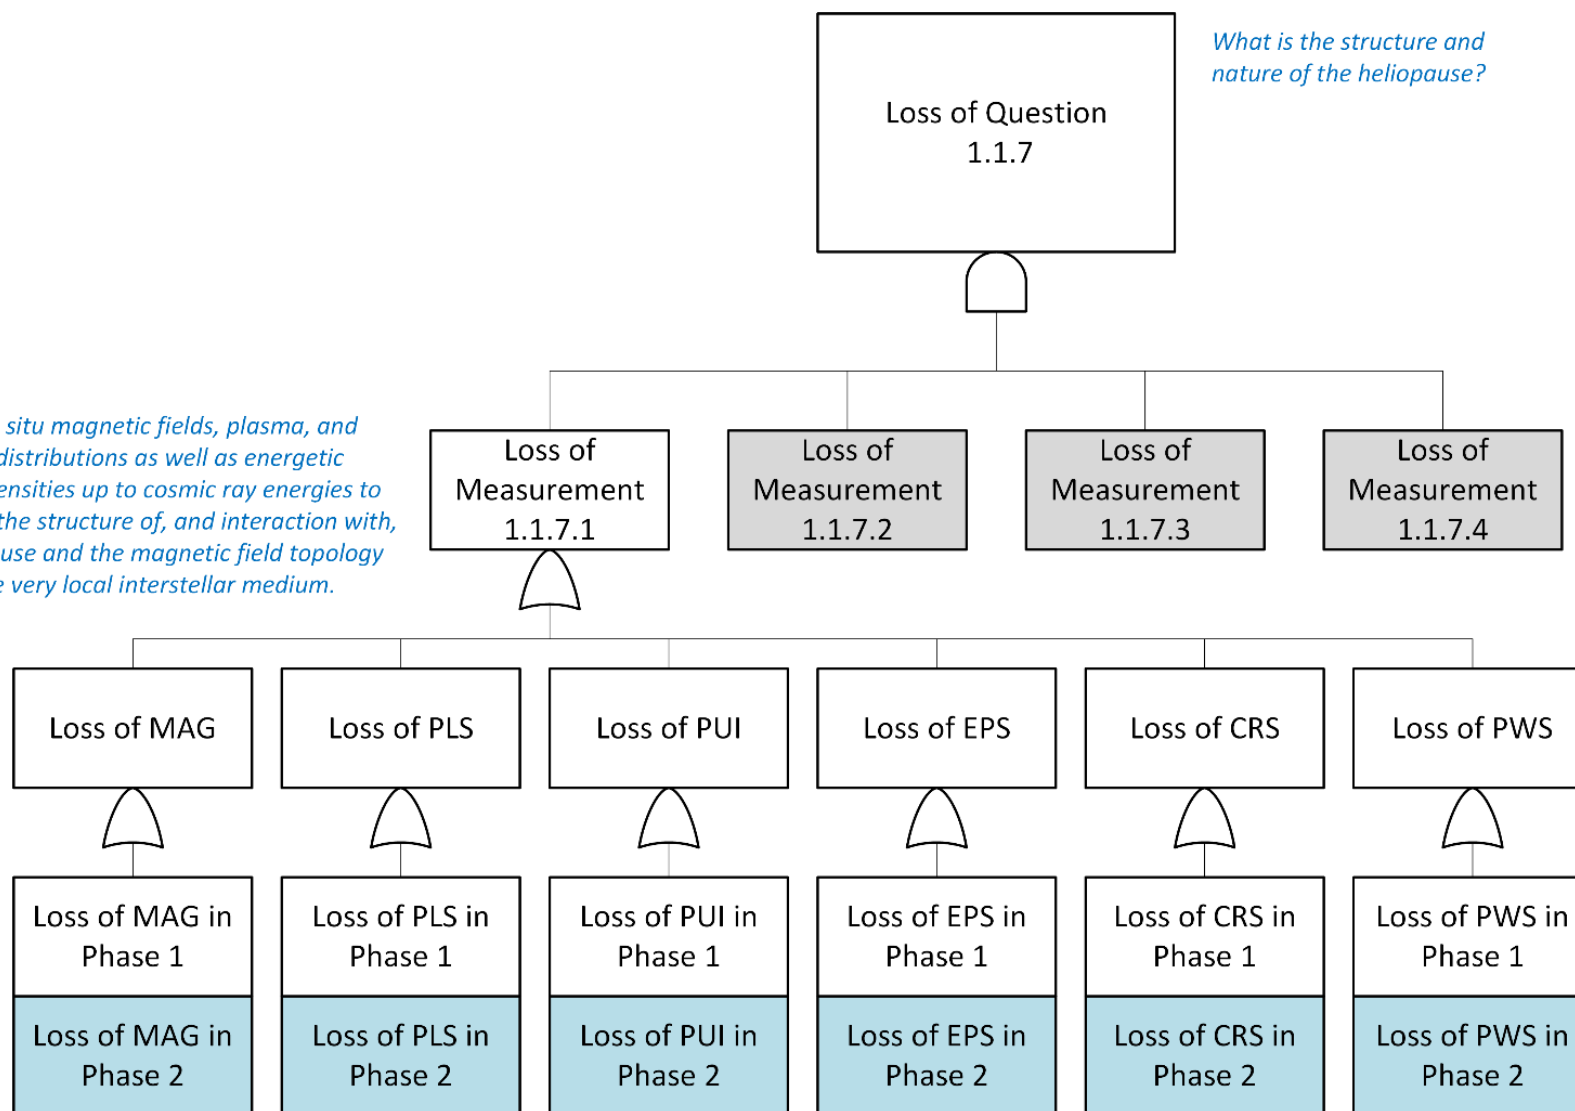 What is the structure and
nature of the heliopause?
Loss of Question
1.1.7
situ magnetic fields, plasma, and
distributions as well as energetic
ensities up to cosmic ray energies to
the structure of, and interaction with,
use and the magnetic field topology
very local interstellar medium.
Loss of
Measurement
1.1.7.1
Loss of
Measurement
1.1.7.2
Loss of
Measurement
1.1.7.3
Loss of
Measurement
1.1.7.4
Loss of MAG
Loss of PLS
Loss of PUI
Loss of EPS
Loss of CRS
Loss of PWS
Loss of MAG in
Phase 1
Loss of PLS in
Phase 1
Loss of PUI in
Phase 1
Loss of EPS in
Phase 1
Loss of CRS in
Phase 1
Loss of PWS in
Phase 1
Loss of MAG in
Phase 2
Loss of PLS in
Phase 2
Loss of PUI in
Phase 2
Loss of EPS in
Phase 2
Loss of CRS in
Phase 2
Loss of PWS in
Phase 2